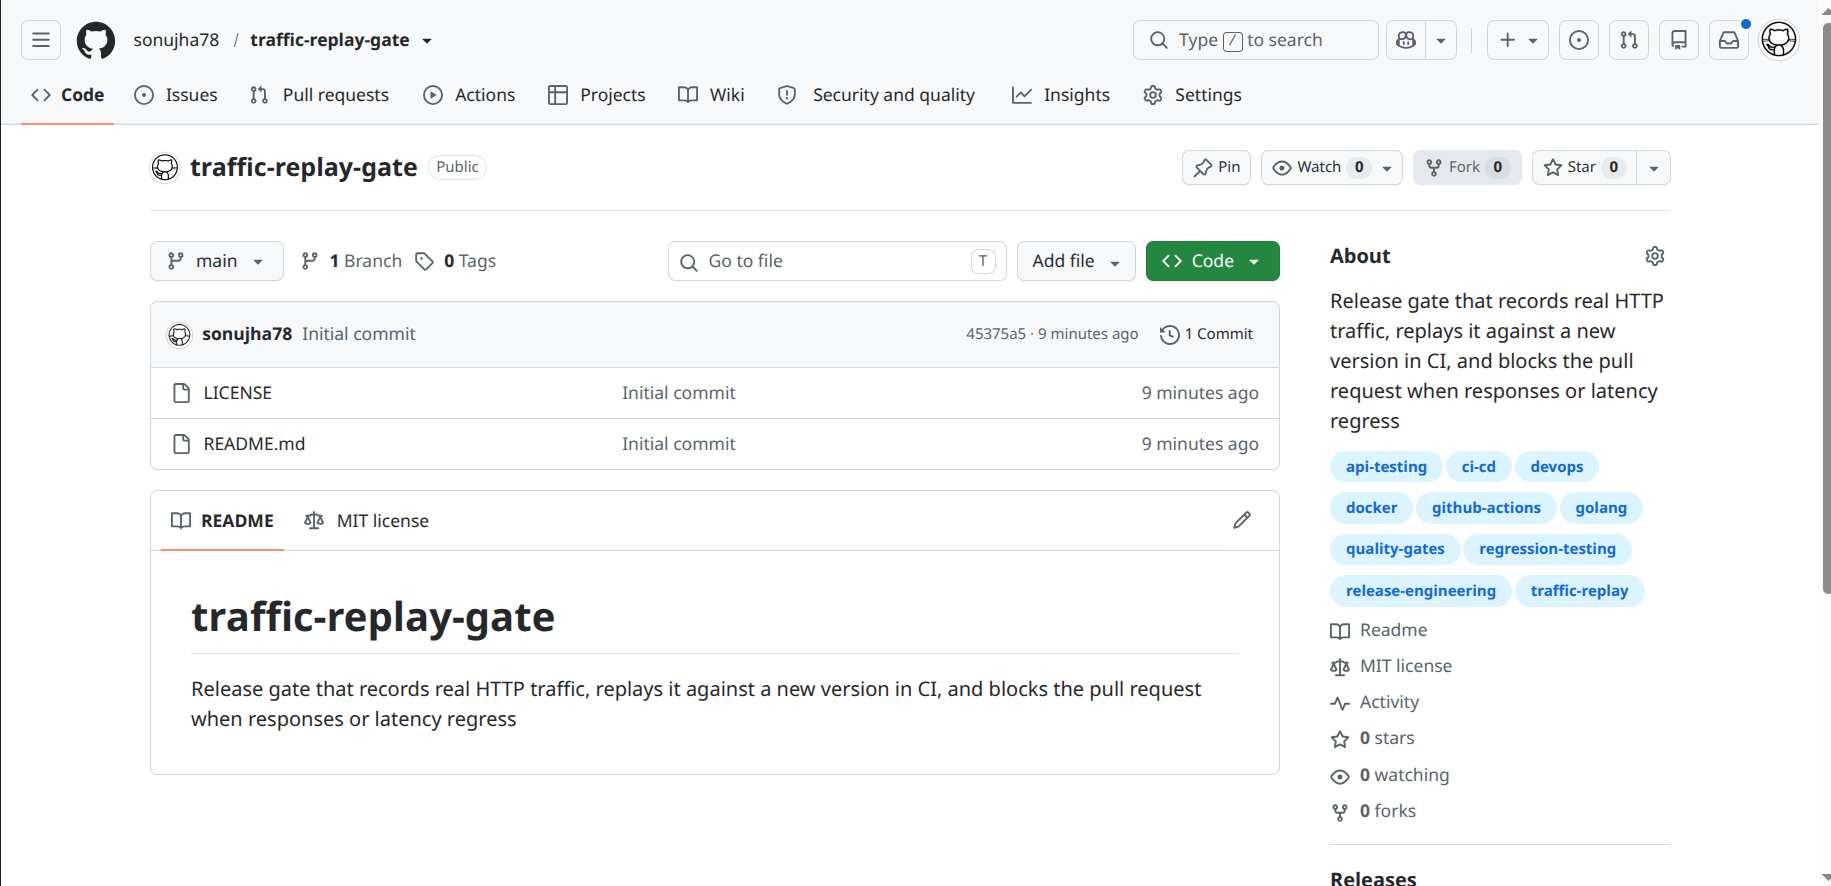 sonujha78 / traffic-replay-gate
Type / to search
Code Issues Pull requests Actions Projects Wiki Security and quality Insights Settings
traffic-replay-gate Public
Pin Watch 0 Fork 0 Star 0
main 1 Branch 0 Tags Go to file T Add file Code
sonujha78 Initial commit 45375a5 · 9 minutes ago 1 Commit
LICENSE Initial commit 9 minutes ago
README.md Initial commit 9 minutes ago
README MIT license
traffic-replay-gate
Release gate that records real HTTP traffic, replays it against a new version in CI, and blocks the pull request
when responses or latency regress
About
Release gate that records real HTTP
traffic, replays it against a new
version in CI, and blocks the pull
request when responses or latency
regress
api-testing ci-cd devops
docker github-actions golang
quality-gates regression-testing
release-engineering traffic-replay
Readme
MIT license
Activity
0 stars
0 watching
0 forks
Releases